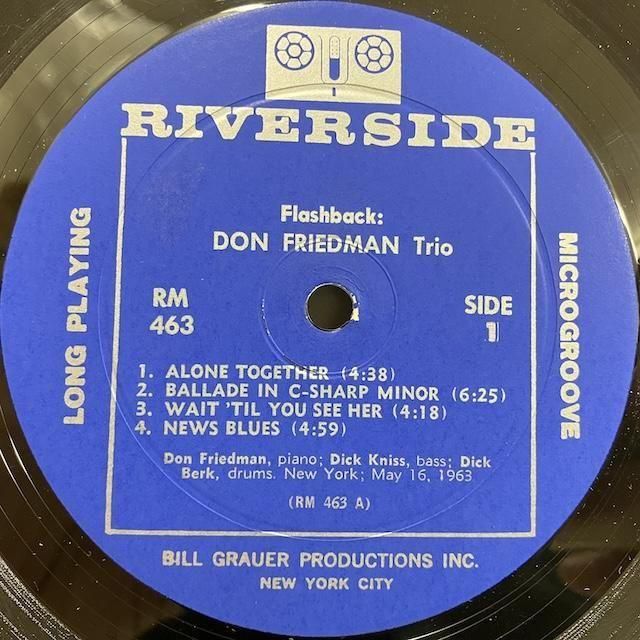 RIVERSIDE
Flashback:
DON FRIEDMAN Trio
LONG PLAYING
MICROGROOVE
RM
463
SIDE
1
1. ALONE TOGETHER (4:38)
2. BALLADE IN C-SHARP MINOR (6:25)
3. WAIT 'TIL YOU SEE HER (4:18)
4. NEWS BLUES (4:59)
Don Friedman, piano; Dick Kniss, bass; Dick
Berk, drums. New York; May 16, 1963
(RM 463 A)
BILL GRAUER PRODUCTIONS INC.
NEW YORK CITY